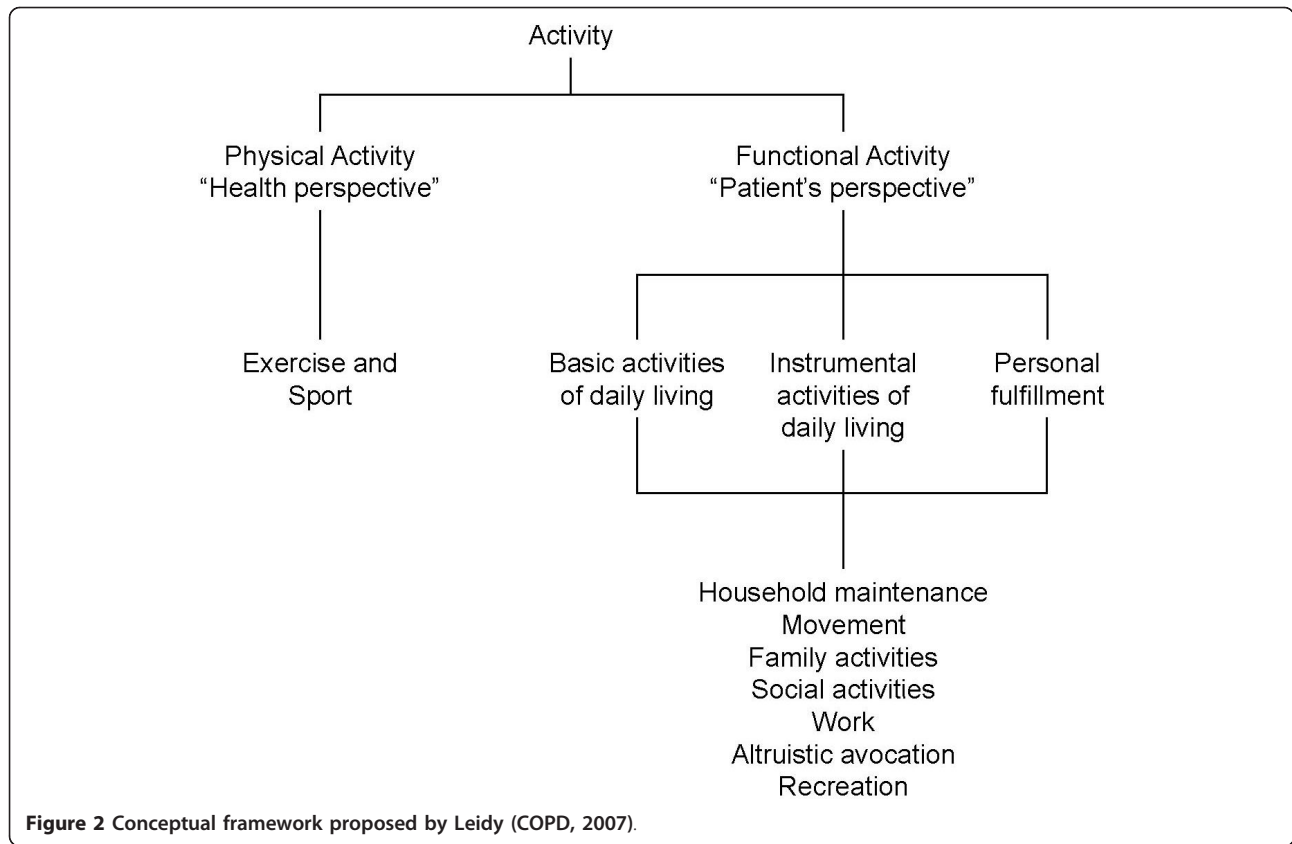 Activity
Physical Activity
“Health perspective”
Functional Activity
“Patient’s perspective”
Exercise and
Sport
Basic activities
of daily living
Instrumental
activities of
daily living
Personal
fulfillment
Household maintenance
Movement
Family activities
Social activities
Work
Altruistic avocation
Recreation
Figure 2 Conceptual framework proposed by Leidy (COPD, 2007).